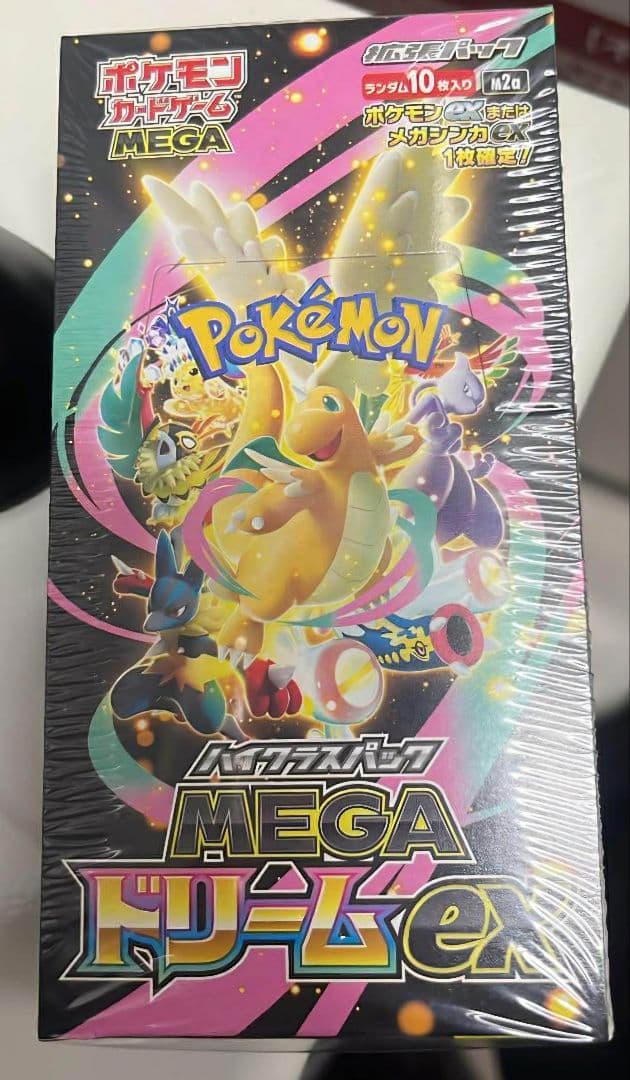 ポケモン
カードゲーム
MEGA
拡張パック
ランダム10枚入り M2a
ポケモンexまたは
メガシンカex
1枚確定!
POKéMON
ハイクラスパック
MEGA
ドリームex